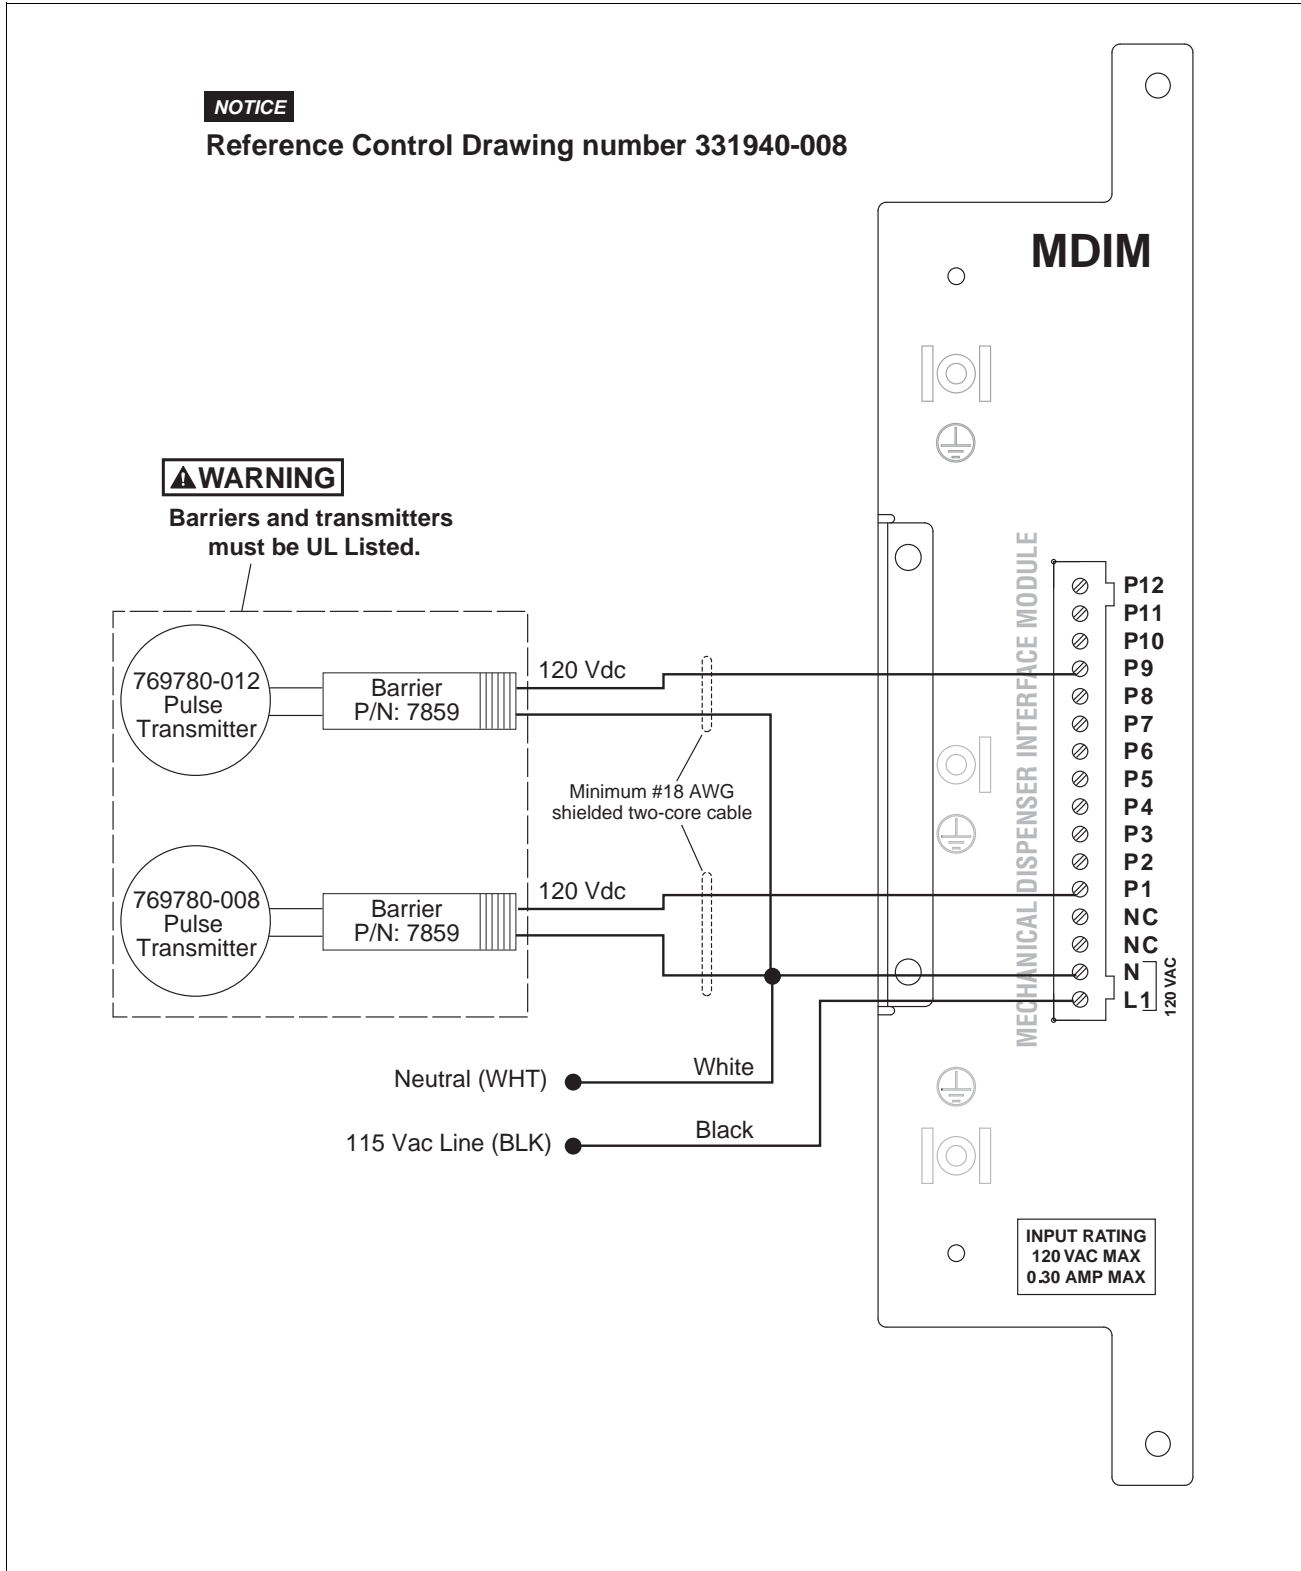 NOTICE
Reference Control Drawing number 331940-008
MDIM
WARNING
Barriers and transmitters
must be UL Listed.
769780-012
Pulse
Transmitter
Barrier
P/N: 7859
120 Vdc
Minimum #18 AWG
shielded two-core cable
769780-008
Pulse
Transmitter
Barrier
P/N: 7859
120 Vdc
Neutral (WHT)
White
115 Vac Line (BLK)
Black
MECHANICAL DISPENSER INTERFACE MODULE
P12
P11
P10
P9
P8
P7
P6
P5
P4
P3
P2
P1
NC
NC
N
L1
120 VAC
INPUT RATING
120 VAC MAX
0.30 AMP MAX